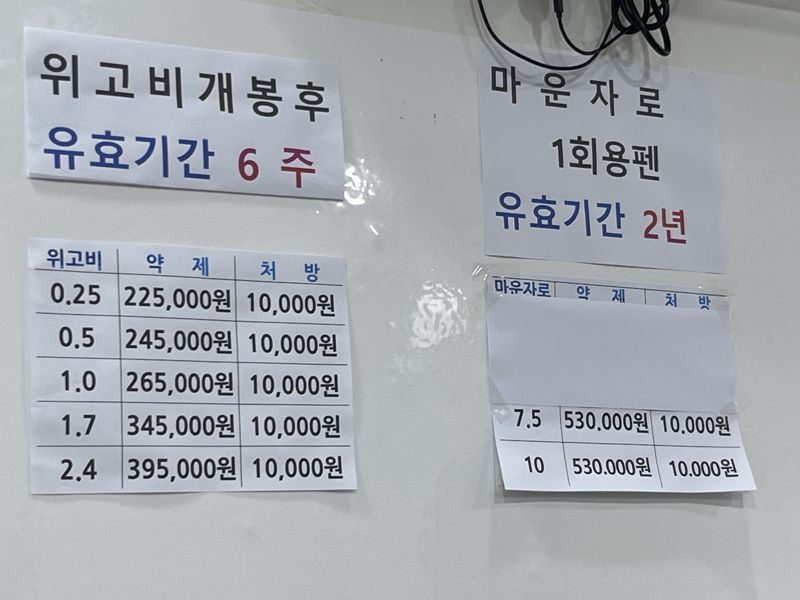 위고비개봉후
유효기간 6 주
마운자로
1회용펜
유효기간 2년
위고비 약 제 처 방
0.25 225,000원 10,000원
0.5 245,000원 10,000원
1.0 265,000원 10,000원
1.7 345,000원 10,000원
2.4 395,000원 10,000원
마운자로 약 제 처 방
7.5 530.000원 10.000원
10 530.000원 10.000원